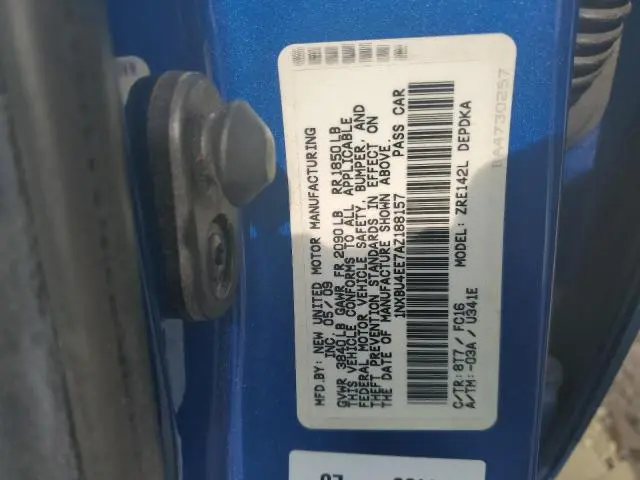 MFD.BY: NEW UNITED MOTOR MANUFACTURING
INC. 05/09
GVWR 3840LB GAWR FR 2090LB RR1850LB
THIS VEHICLE CONFORMS TO ALL APPLICABLE
FEDERAL MOTOR VEHICLE SAFETY, BUMPER, AND
THEFT PREVENTION STANDARDS IN EFFECT ON
THE DATE OF MANUFACTURE SHOWN ABOVE.
1NXBU4EE7AZ188157 PASS CAR
C/TR: 8T7 / FC16 MODEL: ZRE142L DEPDKA
A/TM: -03A / U341E